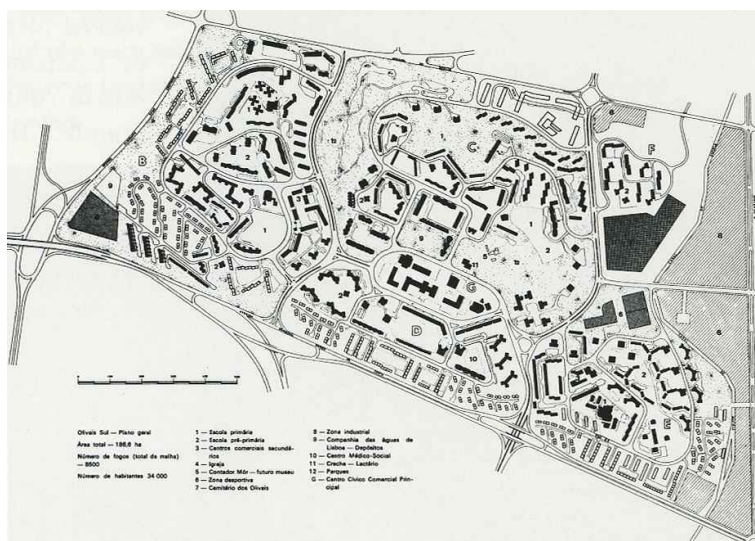 B
C
F
G
D
E
Olivais Sul — Plano geral
Área total — 186,6 ha
Número de fogos (total da malha)
— 8500
Número de habitantes 34 000
1 — Escola primária
2 — Escola pré-primária
3 — Centros comerciais secundá-
rios
4 — Igreja
5 — Contador Mór — futuro museu
6 — Zona desportiva
7 — Cemitério dos Olivais
8 — Zona industrial
9 — Companhia das águas de
Lisboa — Depósitos
10 — Centro Médico-Social
11 — Creche — Lactário
12 — Parques
G — Centro Cívico Comercial Prin-
cipal